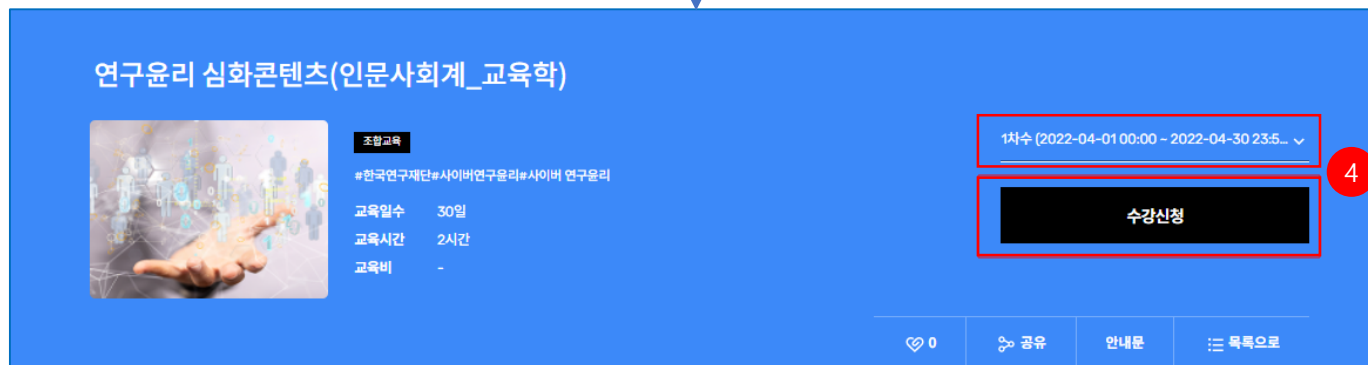 연구윤리 심화콘텐츠(인문사회계_교육학)
조합교육
#한국연구재단#사이버연구윤리#사이버 연구윤리
교육일수 30일
교육시간 2시간
교육비 -
1차수 (2022-04-01 00:00 ~ 2022-04-30 23:5...
4
수강신청
0 공유 안내문 목록으로